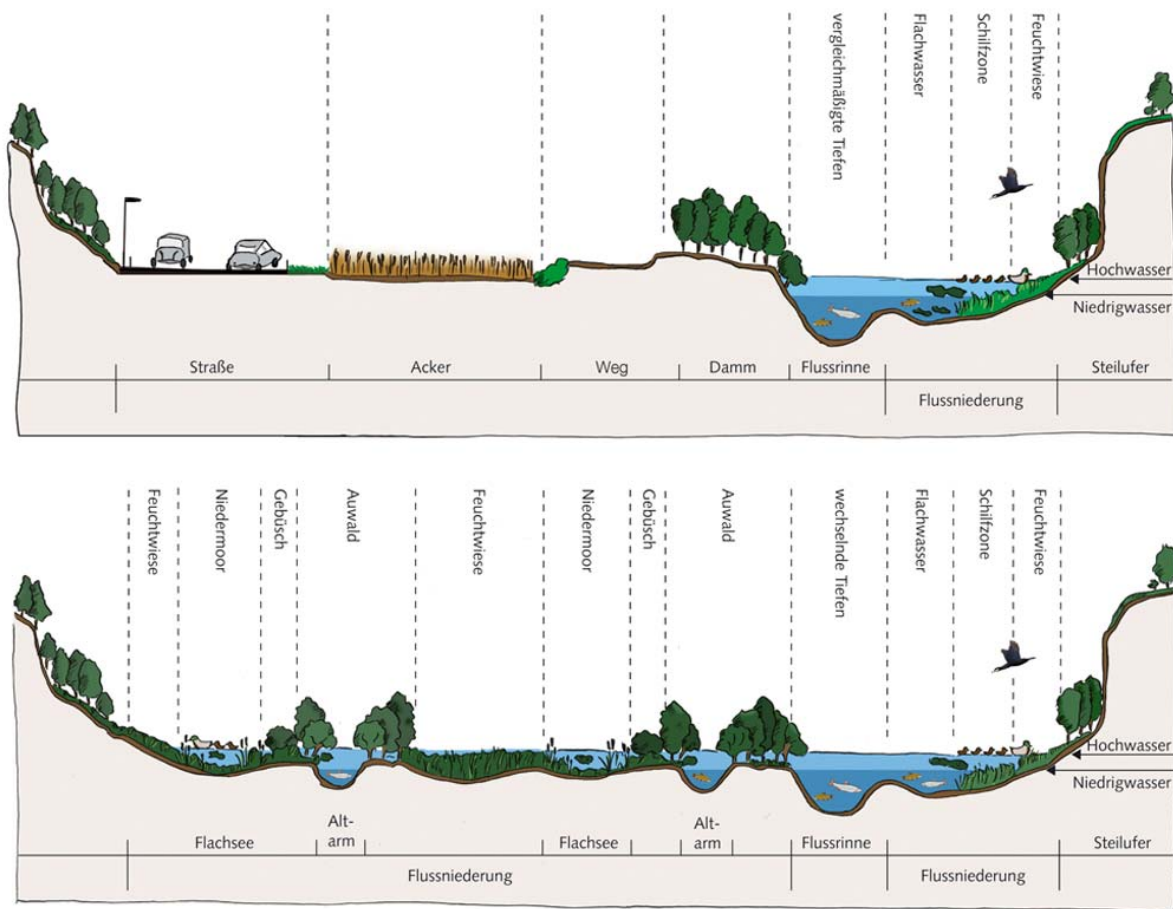 vergleichmäßigte Tiefen
Flachwasser
Schilfzone
Feuchtwiese
Hochwasser
Niedrigwasser
Straße
Acker
Weg
Damm
Flussrinne
Steilufer
Flussniederung
Feuchtwiese
Niedermoor
Gebüsch
Auwald
Feuchtwiese
Niedermoor
Gebüsch
Auwald
wechselnde Tiefen
Flachwasser
Schilfzone
Feuchtwiese
Hochwasser
Niedrigwasser
Flachsee
Alt-
arm
Flachsee
Alt-
arm
Flussrinne
Steilufer
Flussniederung
Flussniederung